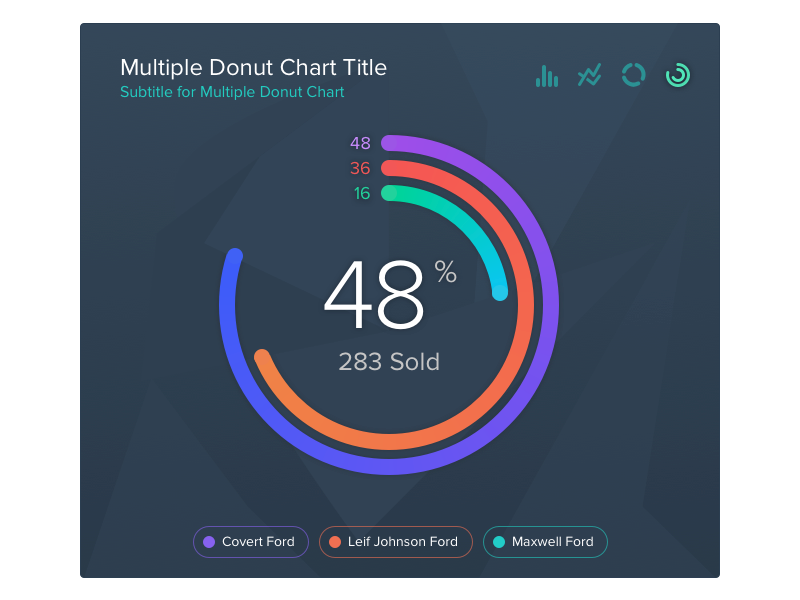 Multiple Donut Chart Title
Subtitle for Multiple Donut Chart
48
36
16
48%
283 Sold
Covert Ford
Leif Johnson Ford
Maxwell Ford